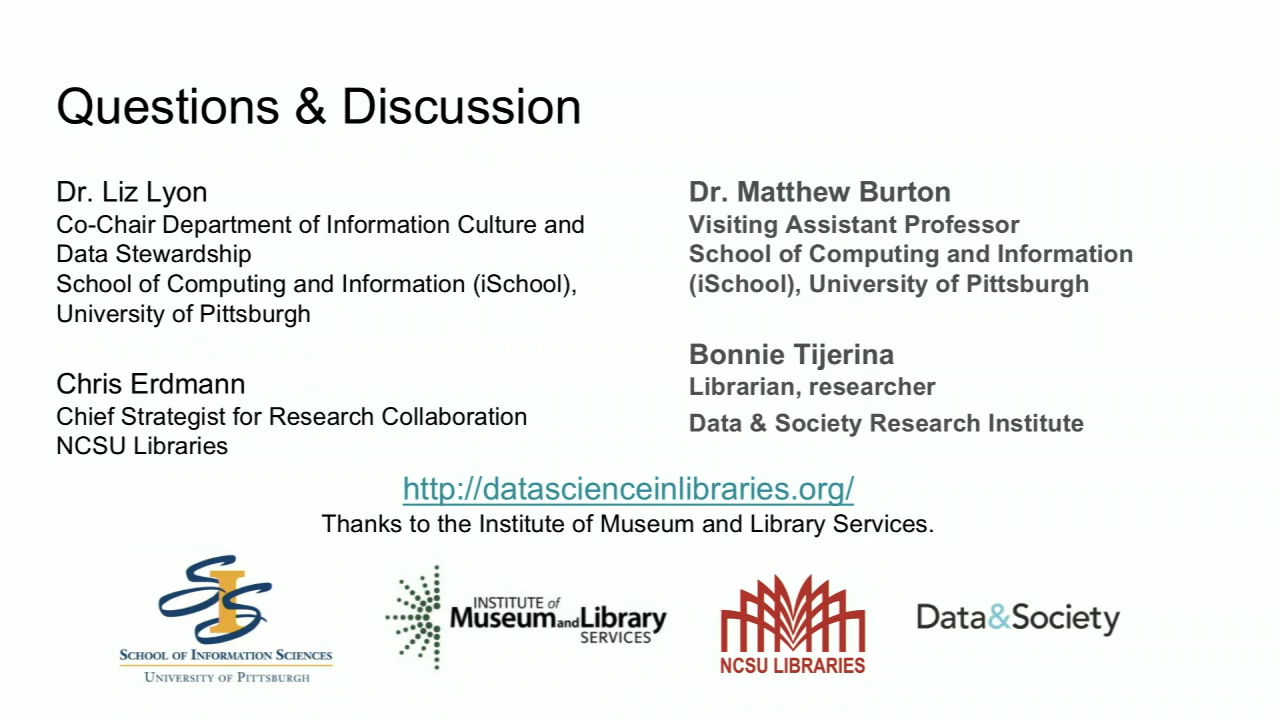 Questions & Discussion
Dr. Liz Lyon
Co-Chair Department of Information Culture and
Data Stewardship
School of Computing and Information (iSchool),
University of Pittsburgh
Chris Erdmann
Chief Strategist for Research Collaboration
NCSU Libraries
Dr. Matthew Burton
Visiting Assistant Professor
School of Computing and Information
(iSchool), University of Pittsburgh
Bonnie Tijerina
Librarian, researcher
Data & Society Research Institute
http://datascienceinlibraries.org/
Thanks to the Institute of Museum and Library Services.
SIS
SCHOOL OF INFORMATION SCIENCES
UNIVERSITY OF PITTSBURGH
INSTITUTE of
Museum and Library
SERVICES
NCSU LIBRARIES
Data&Society